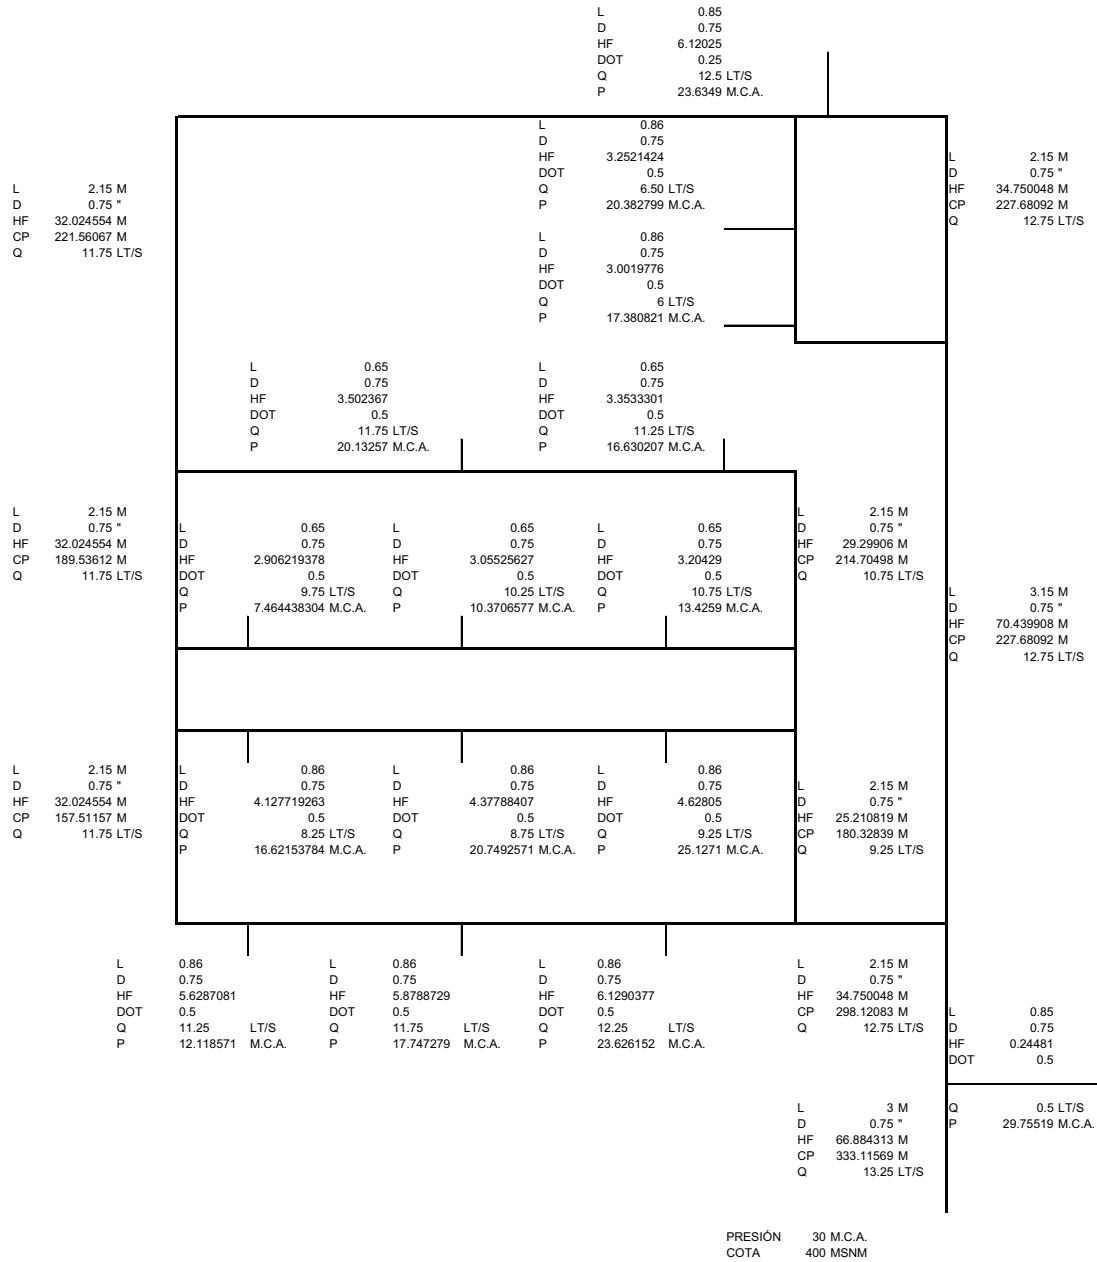 L 0.85
D 0.75
HF 6.12025
DOT 0.25
Q 12.5 LT/S
P 23.6349 M.C.A.
L 0.86
D 0.75
HF 3.2521424
DOT 0.5
Q 6.50 LT/S
P 20.382799 M.C.A.
L 2.15 M
D 0.75 "
HF 34.750048 M
CP 227.68092 M
Q 12.75 LT/S
L 2.15 M
D 0.75 "
HF 32.024554 M
CP 221.56067 M
Q 11.75 LT/S
L 0.86
D 0.75
HF 3.0019776
DOT 0.5
Q 6 LT/S
P 17.380821 M.C.A.
L 0.65
D 0.75
HF 3.502367
DOT 0.5
Q 11.75 LT/S
P 20.13257 M.C.A.
L 0.65
D 0.75
HF 3.3533301
DOT 0.5
Q 11.25 LT/S
P 16.630207 M.C.A.
L 2.15 M
D 0.75 "
HF 32.024554 M
CP 189.53612 M
Q 11.75 LT/S
L 0.65
D 0.75
HF 2.906219378
DOT 0.5
Q 9.75 LT/S
P 7.464438304 M.C.A.
L 0.65
D 0.75
HF 3.05525627
DOT 0.5
Q 10.25 LT/S
P 10.3706577 M.C.A.
L 0.65
D 0.75
HF 3.20429
DOT 0.5
Q 10.75 LT/S
P 13.4259 M.C.A.
L 2.15 M
D 0.75 "
HF 29.29906 M
CP 214.70498 M
Q 10.75 LT/S
L 3.15 M
D 0.75 "
HF 70.439908 M
CP 227.68092 M
Q 12.75 LT/S
L 2.15 M
D 0.75 "
HF 32.024554 M
CP 157.51157 M
Q 11.75 LT/S
L 0.86
D 0.75
HF 4.127719263
DOT 0.5
Q 8.25 LT/S
P 16.62153784 M.C.A.
L 0.86
D 0.75
HF 4.37788407
DOT 0.5
Q 8.75 LT/S
P 20.7492571 M.C.A.
L 0.86
D 0.75
HF 4.62805
DOT 0.5
Q 9.25 LT/S
P 25.1271 M.C.A.
L 2.15 M
D 0.75 "
HF 25.210819 M
CP 180.32839 M
Q 9.25 LT/S
L 0.86
D 0.75
HF 5.6287081
DOT 0.5
Q 11.25 LT/S
P 12.118571 M.C.A.
L 0.86
D 0.75
HF 5.8788729
DOT 0.5
Q 11.75 LT/S
P 17.747279 M.C.A.
L 0.86
D 0.75
HF 6.1290377
DOT 0.5
Q 12.25 LT/S
P 23.626152 M.C.A.
L 2.15 M
D 0.75 "
HF 34.750048 M
CP 298.12083 M
Q 12.75 LT/S
L 0.85
D 0.75
HF 0.24481
DOT 0.5
Q 0.5 LT/S
P 29.75519 M.C.A.
L 3 M
D 0.75 "
HF 66.884313 M
CP 333.11569 M
Q 13.25 LT/S
PRESIÓN 30 M.C.A.
COTA 400 MSNM